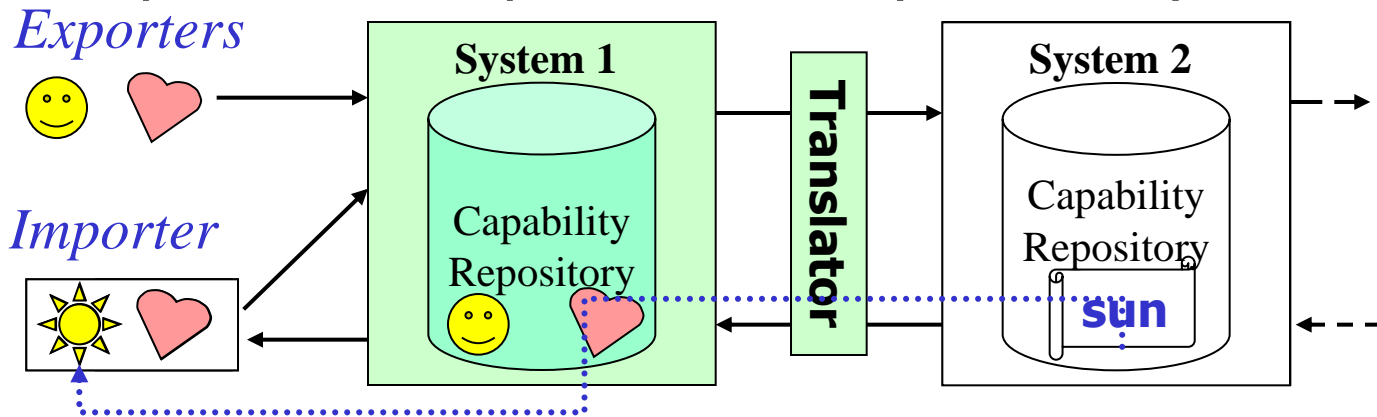 Exporters
Importer
System 1
Capability
Repository
Translator
System 2
Capability
Repository
sun